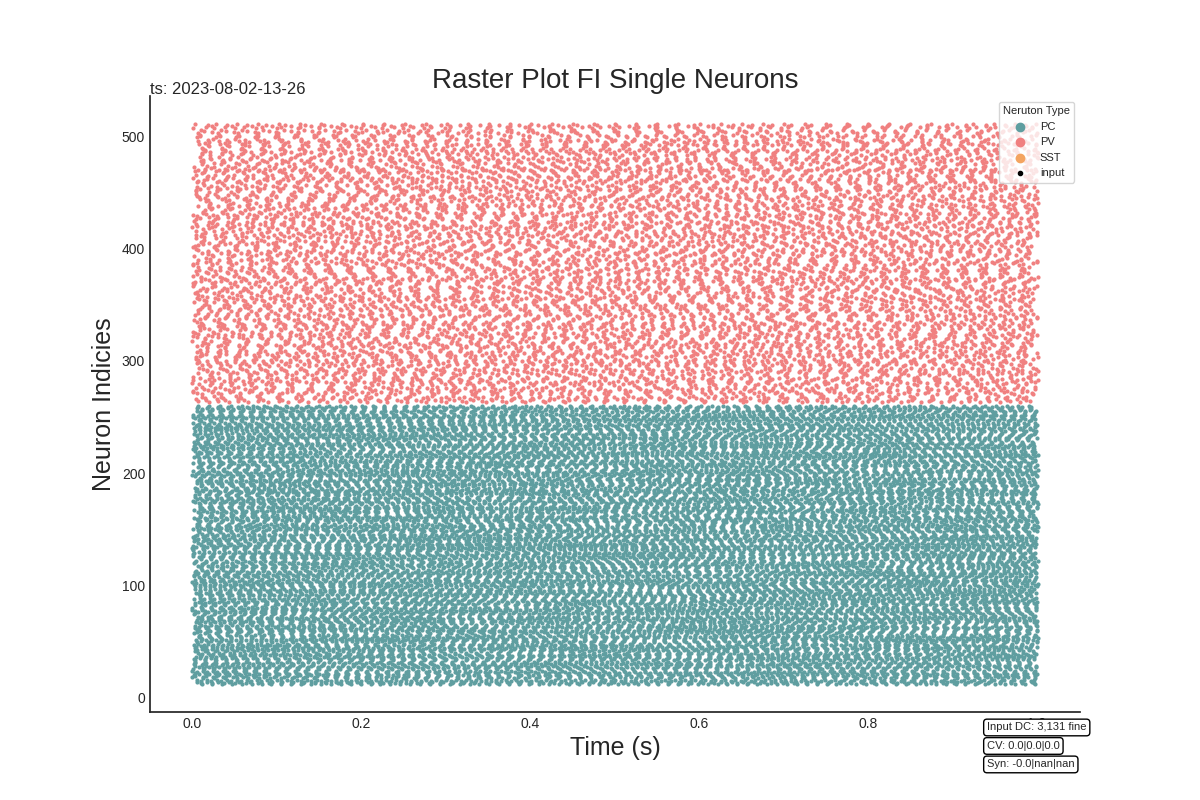 Raster Plot FI Single Neurons
ts: 2023-08-02-13-26
Neruton Type
PC
PV
SST
input
500
400
300
200
100
0
Neuron Indicies
0.0 0.2 0.4 0.6 0.8
Time (s)
Input DC: 3,131 fine
CV: 0.0|0.0|0.0
Syn: -0.0|nan|nan